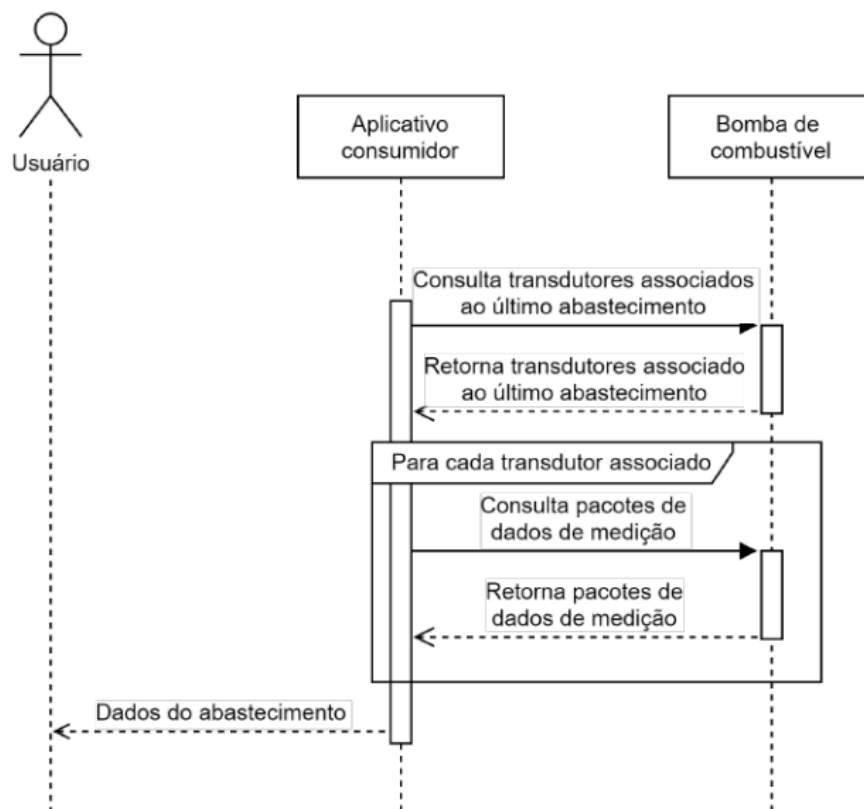 Usuário
Aplicativo
consumidor
Bomba de
combustível
Consulta transdutores associados
ao último abastecimento
Retorna transdutores associado
ao último abastecimento
Para cada transdutor associado
Consulta pacotes de
dados de medição
Retorna pacotes de
dados de medição
Dados do abastecimento